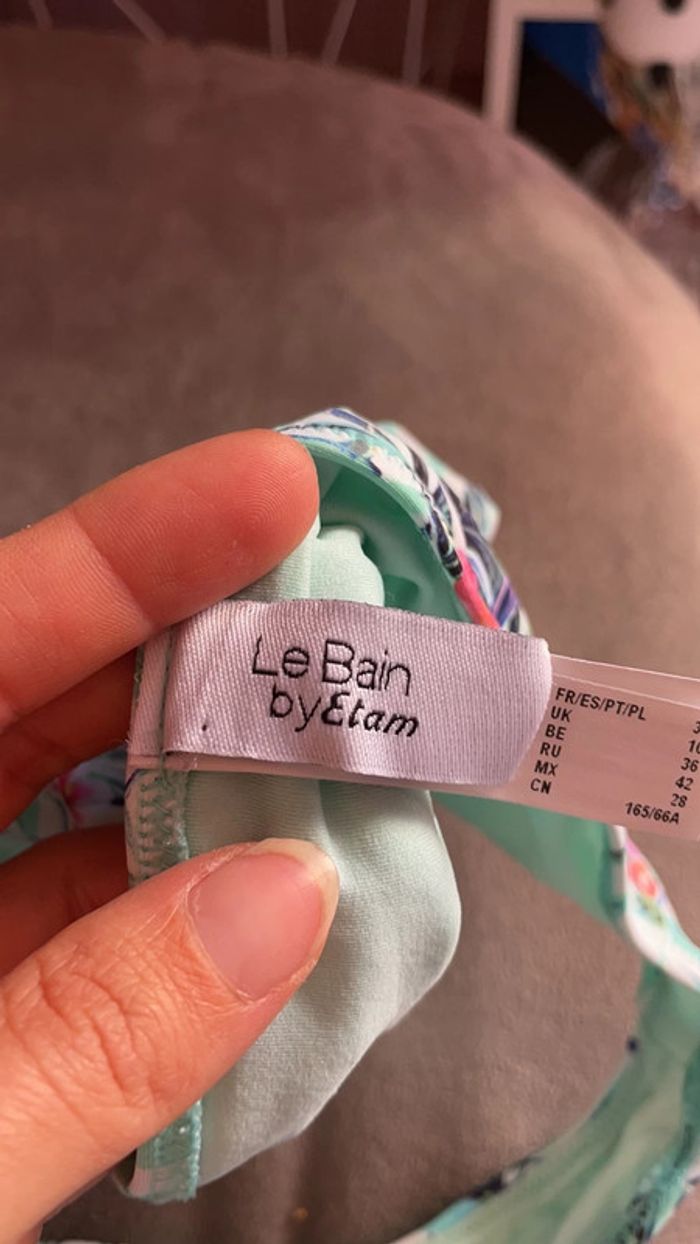 Le Bain
by Etam
FR/ES/PT/PL
UK
BE
RU 36
MX 42
CN 28
165/66A